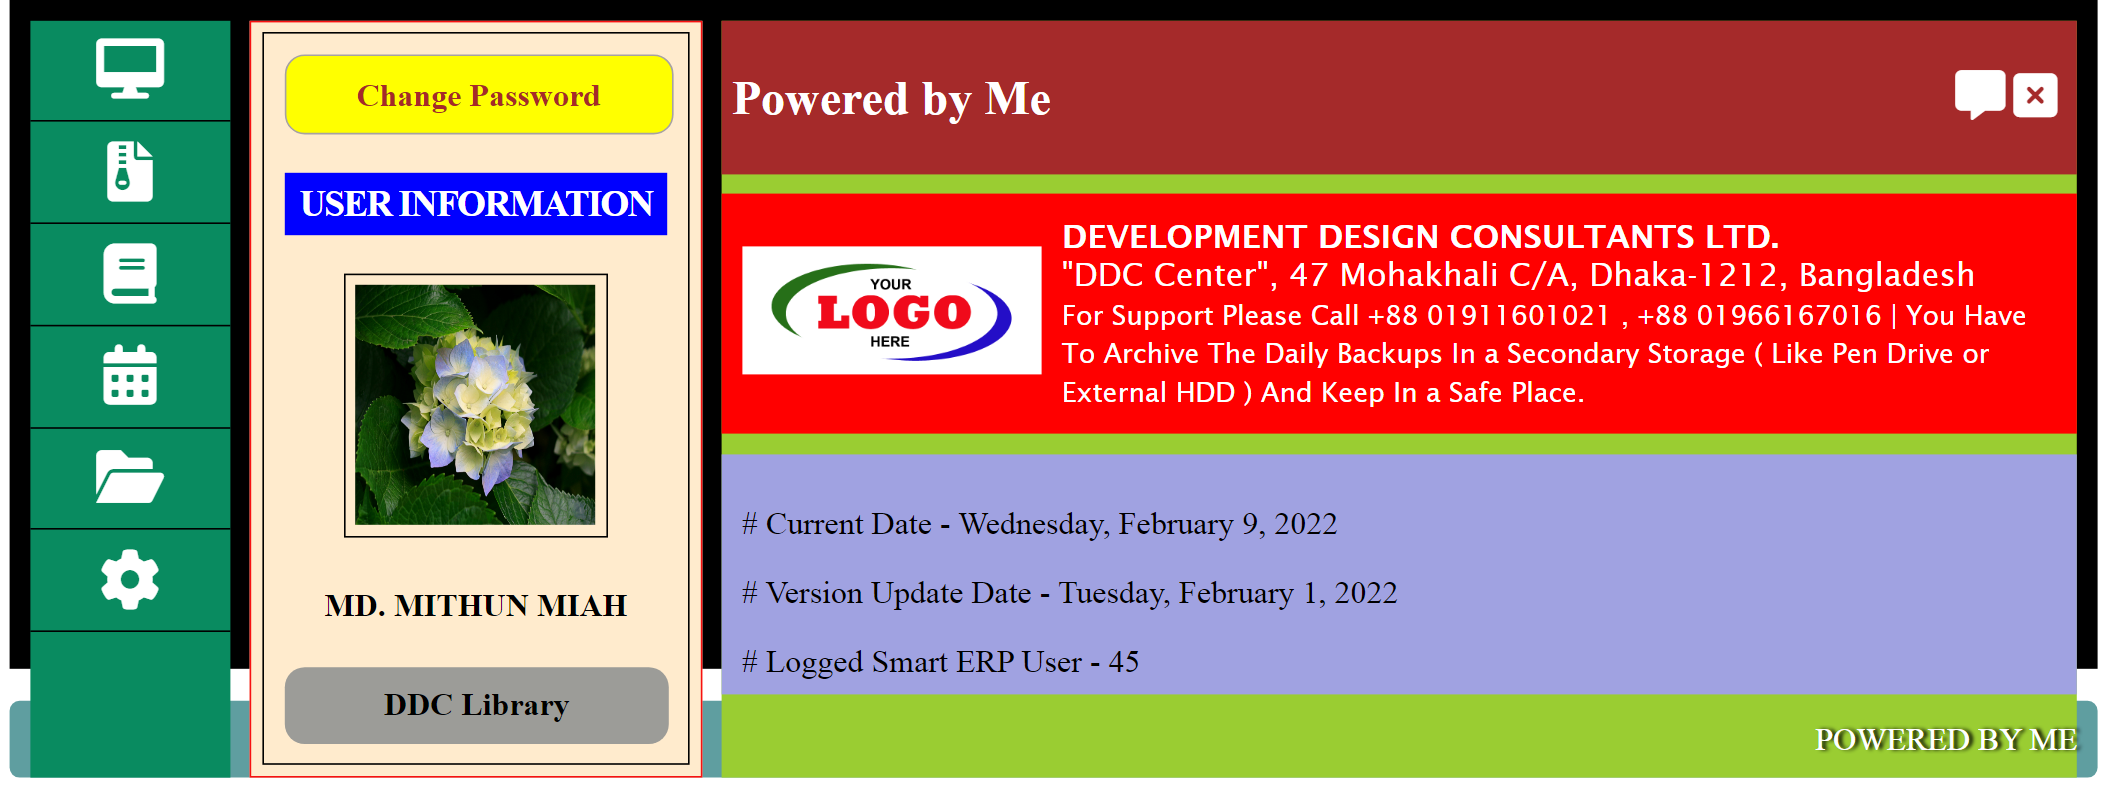 Change Password
USER INFORMATION
MD. MITHUN MIAH
DDC Library
Powered by Me
YOUR
LOGO
HERE
DEVELOPMENT DESIGN CONSULTANTS LTD.
"DDC Center", 47 Mohakhali C/A, Dhaka-1212, Bangladesh
For Support Please Call +88 01911601021 , +88 01966167016 | You Have
To Archive The Daily Backups In a Secondary Storage ( Like Pen Drive or
External HDD ) And Keep In a Safe Place.
# Current Date - Wednesday, February 9, 2022
# Version Update Date - Tuesday, February 1, 2022
# Logged Smart ERP User - 45
POWERED BY ME